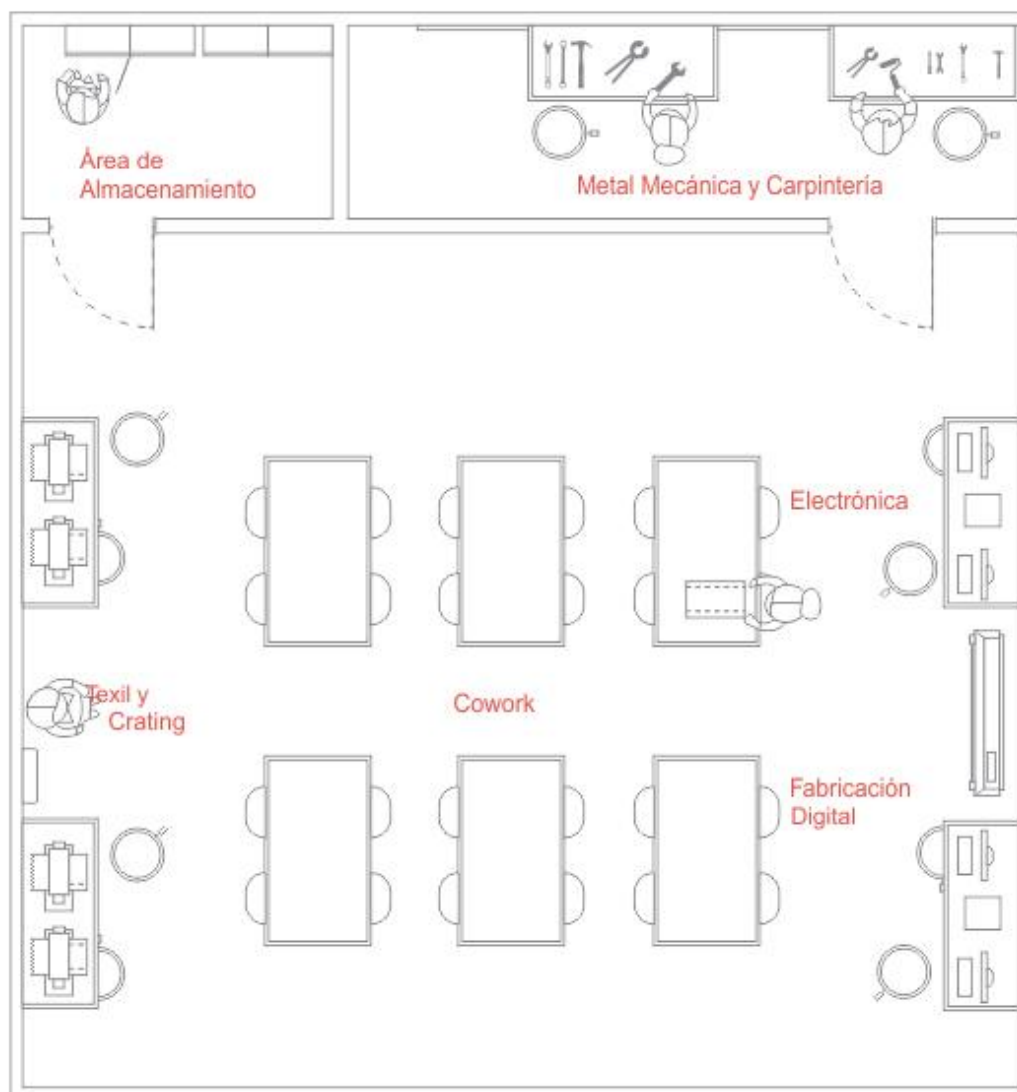 Área de
Almacenamiento
Metal Mecánica y Carpintería
Electrónica
Texil y
Crating
Cowork
Fabricación
Digital